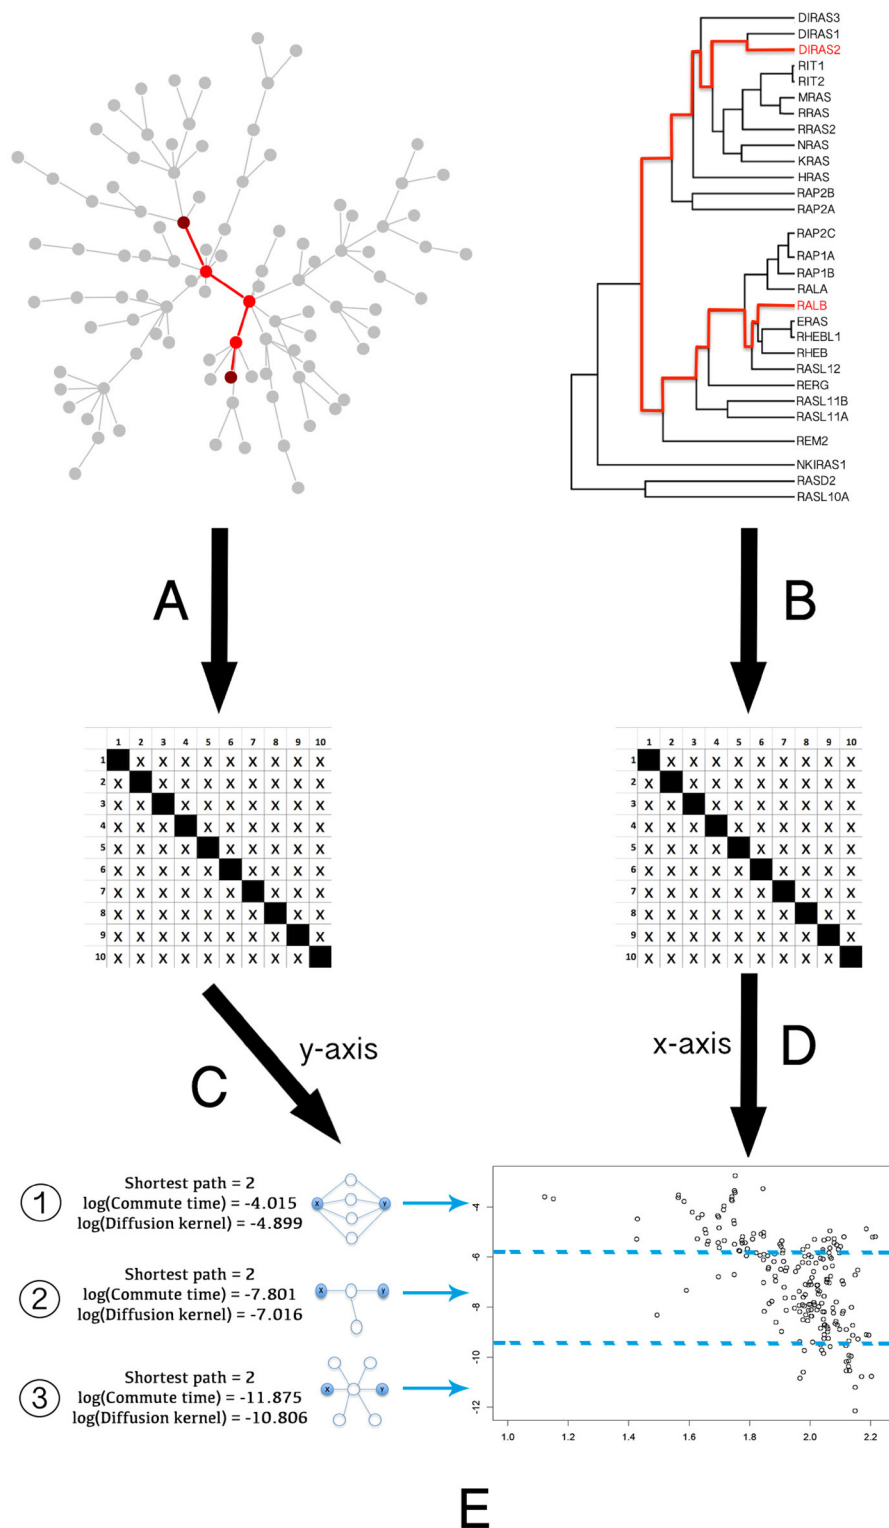 DIRAS3
DIRAS1
DIRAS2
RIT1
RIT2
MRAS
RRAS
RRAS2
NRAS
KRAS
HRAS
RAP2B
RAP2A
RAP2C
RAP1A
RAP1B
RALA
RALB
ERAS
RHEBL1
RHEB
RASL12
RERG
RASL11B
RASL11A
REM2
NKIRAS1
RASD2
RASL10A
A
B
1 2 3 4 5 6 7 8 9 10
1 X X X X X X X X X
2 X X X X X X X X X
3 X X X X X X X X X
4 X X X X X X X X X
5 X X X X X X X X X
6 X X X X X X X X X
7 X X X X X X X X X
8 X X X X X X X X X
9 X X X X X X X X X
10 X X X X X X X X X
1 2 3 4 5 6 7 8 9 10
1 X X X X X X X X X
2 X X X X X X X X X
3 X X X X X X X X X
4 X X X X X X X X X
5 X X X X X X X X X
6 X X X X X X X X X
7 X X X X X X X X X
8 X X X X X X X X X
9 X X X X X X X X X
10 X X X X X X X X X
C
y-axis
x-axis
D
1
Shortest path = 2
log(Commute time) = -4.015
log(Diffusion kernel) = -4.899
X Y
2
Shortest path = 2
log(Commute time) = -7.801
log(Diffusion kernel) = -7.016
X Y
3
Shortest path = 2
log(Commute time) = -11.875
log(Diffusion kernel) = -10.806
X Y
-4
-6
-8
-10
-12
1.0 1.2 1.4 1.6 1.8 2.0 2.2
E